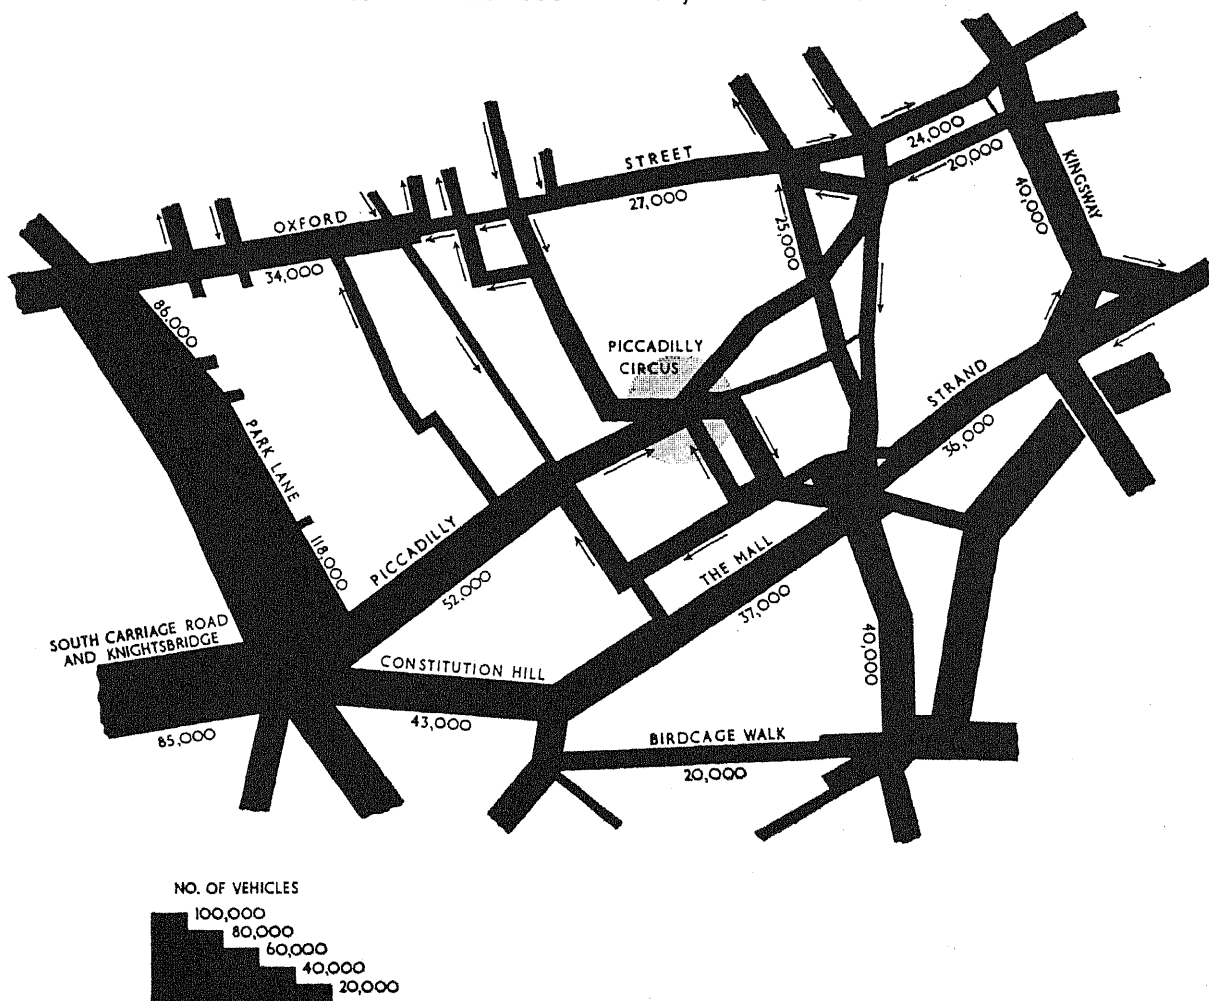 24,000
20,000
STREET
27,000
KINGSWAY
40,000
OXFORD
34,000
25,000
86,000
PICCADILLY
CIRCUS
STRAND
36,000
PARK LANE
118,000
PICCADILLY
52,000
THE MALL
37,000
SOUTH CARRIAGE ROAD
AND KNIGHTSBRIDGE
85,000
CONSTITUTION HILL
43,000
40,000
BIRDCAGE WALK
20,000
NO. OF VEHICLES
100,000
80,000
60,000
40,000
20,000